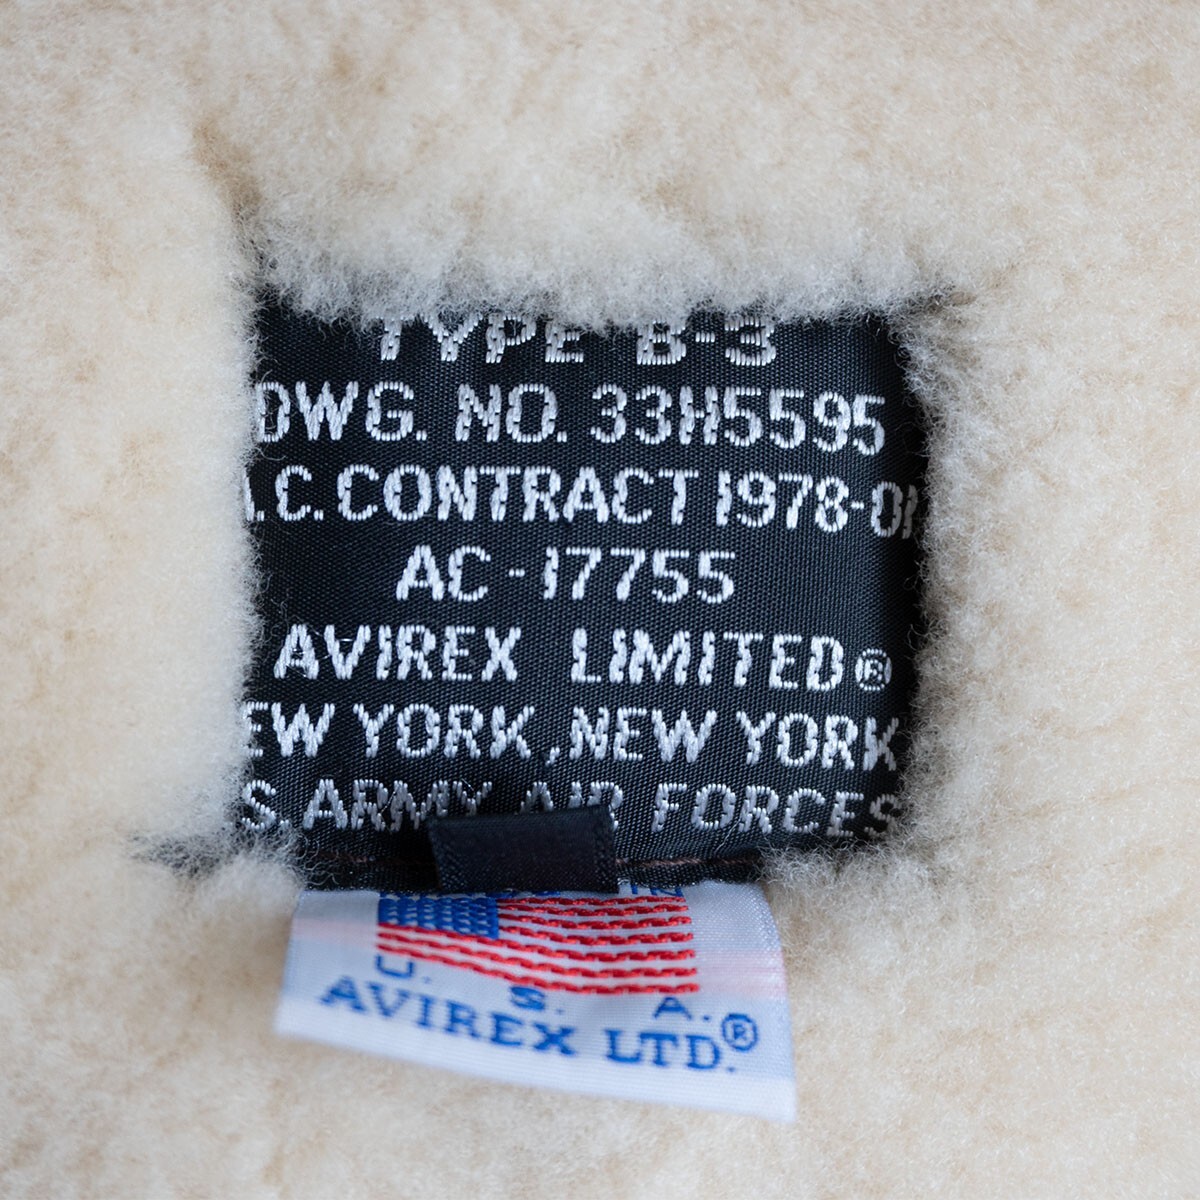 TYPE B-3
DWG. NO. 33H5595
.C. CONTRACT 1978-01
AC-17755
AVIREX LIMITED®
EW YORK, NEW YORK
S. ARMY AIR FORCES
U. S. A.
AVIREX LTD.®